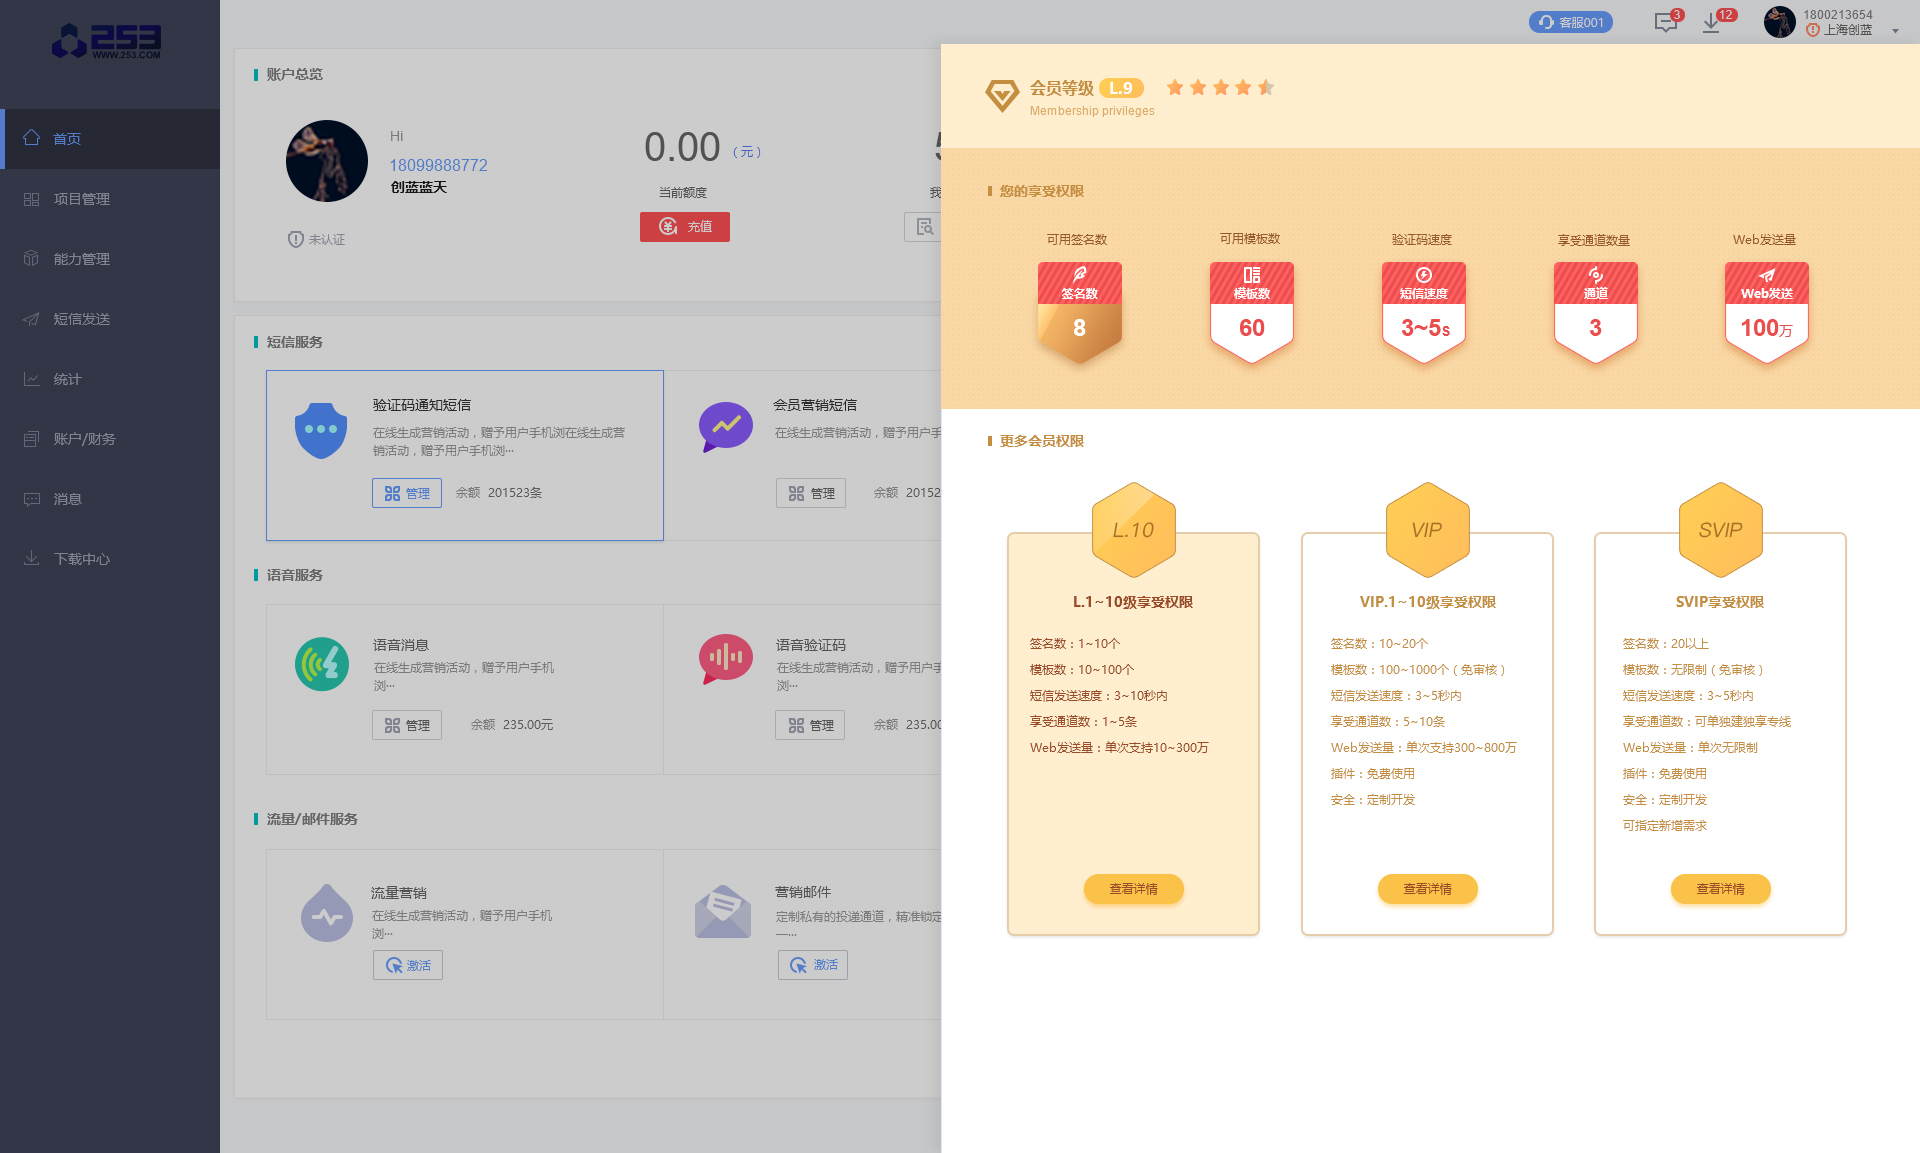 253
WWW.253.COM
首页
项目管理
能力管理
短信发送
统计
账户/财务
消息
下载中心
客服001
3
12
1800213654
上海创蓝
账户总览
Hi
18099888772
创蓝蓝天
未认证
0.00（元）
当前额度
充值
我
短信服务
验证码通知短信
在线生成营销活动，赠予用户手机浏在线生成营
销活动，赠予用户手机浏…
管理
余额 201523条
会员营销短信
在线生成营销活动，赠予用户手
管理
余额 20152
语音服务
语音消息
在线生成营销活动，赠予用户手机
浏…
管理
余额 235.00元
语音验证码
在线生成营销活动，赠予用户手
浏…
管理
余额 235.00
流量/邮件服务
流量营销
在线生成营销活动，赠予用户手机
浏…
激活
营销邮件
定制私有的投递通道，精准锁定
一…
激活
会员等级 L.9
Membership privileges
您的享受权限
可用签名数
签名数
8
可用模板数
模板数
60
验证码速度
短信速度
3~5s
享受通道数量
通道
3
Web发送量
Web发送
100万
更多会员权限
L.10
L.1~10级享受权限
签名数：1~10个
模板数：10~100个
短信发送速度：3~10秒内
享受通道数：1~5条
Web发送量：单次支持10~300万
查看详情
VIP
VIP.1~10级享受权限
签名数：10~20个
模板数：100~1000个（免审核）
短信发送速度：3~5秒内
享受通道数：5~10条
Web发送量：单次支持300~800万
插件：免费使用
安全：定制开发
查看详情
SVIP
SVIP享受权限
签名数：20以上
模板数：无限制（免审核）
短信发送速度：3~5秒内
享受通道数：可单独建独享专线
Web发送量：单次无限制
插件：免费使用
安全：定制开发
可指定新增需求
查看详情